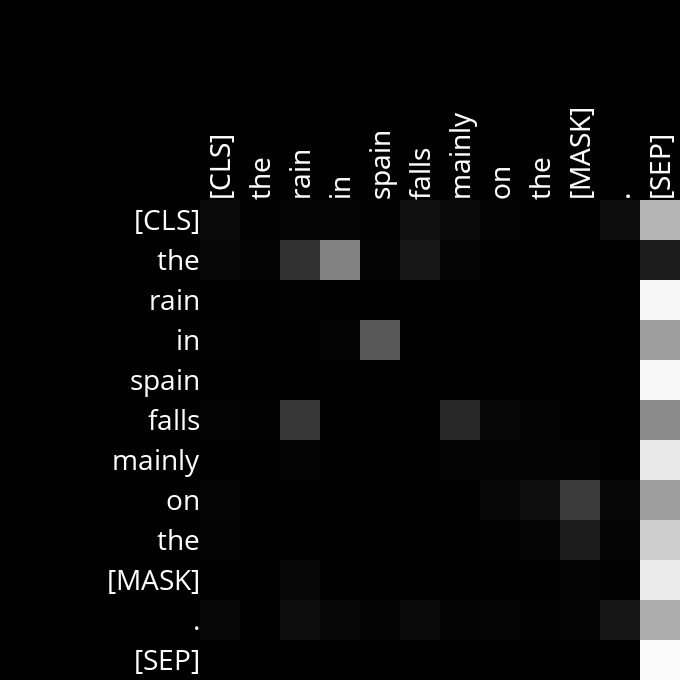 [CLS] the rain in spain falls mainly on the [MASK] . [SEP]
[CLS]
the
rain
in
spain
falls
mainly
on
the
[MASK]
.
[SEP]